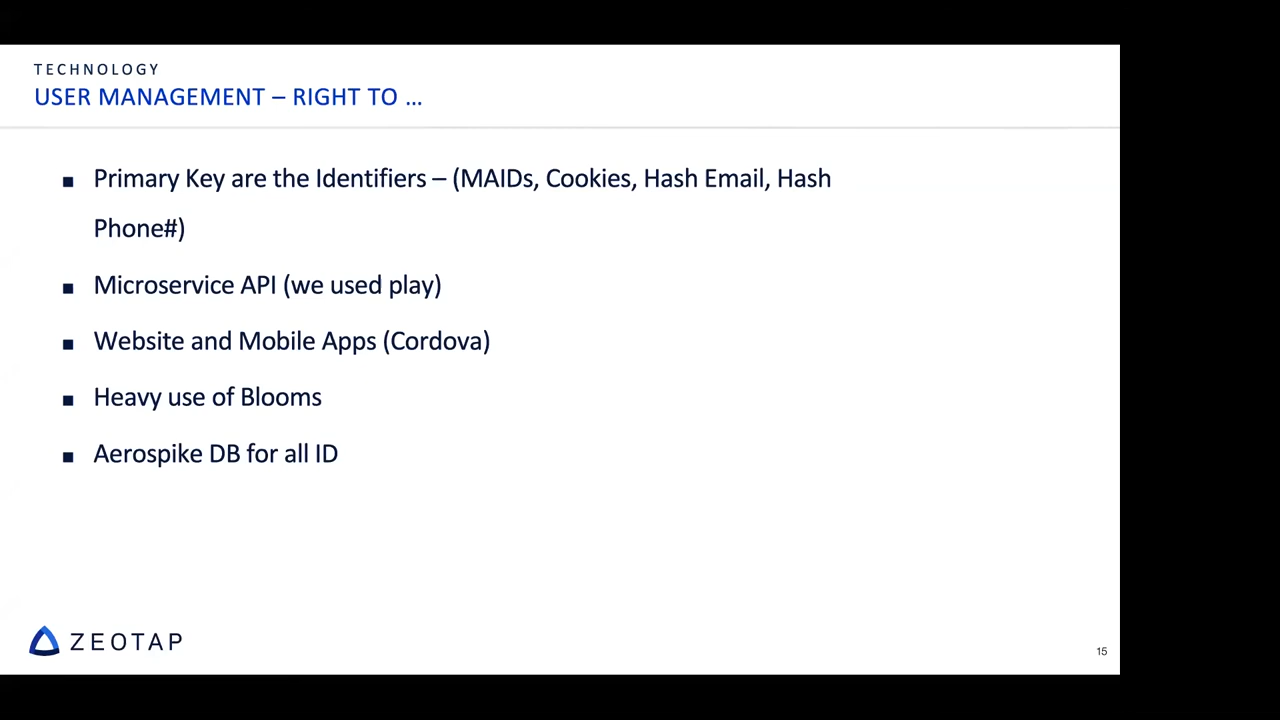 TECHNOLOGY
USER MANAGEMENT – RIGHT TO ...
▪ Primary Key are the Identifiers – (MAIDs, Cookies, Hash Email, Hash
Phone#)
▪ Microservice API (we used play)
▪ Website and Mobile Apps (Cordova)
▪ Heavy use of Blooms
▪ Aerospike DB for all ID
ZEOTAP
15